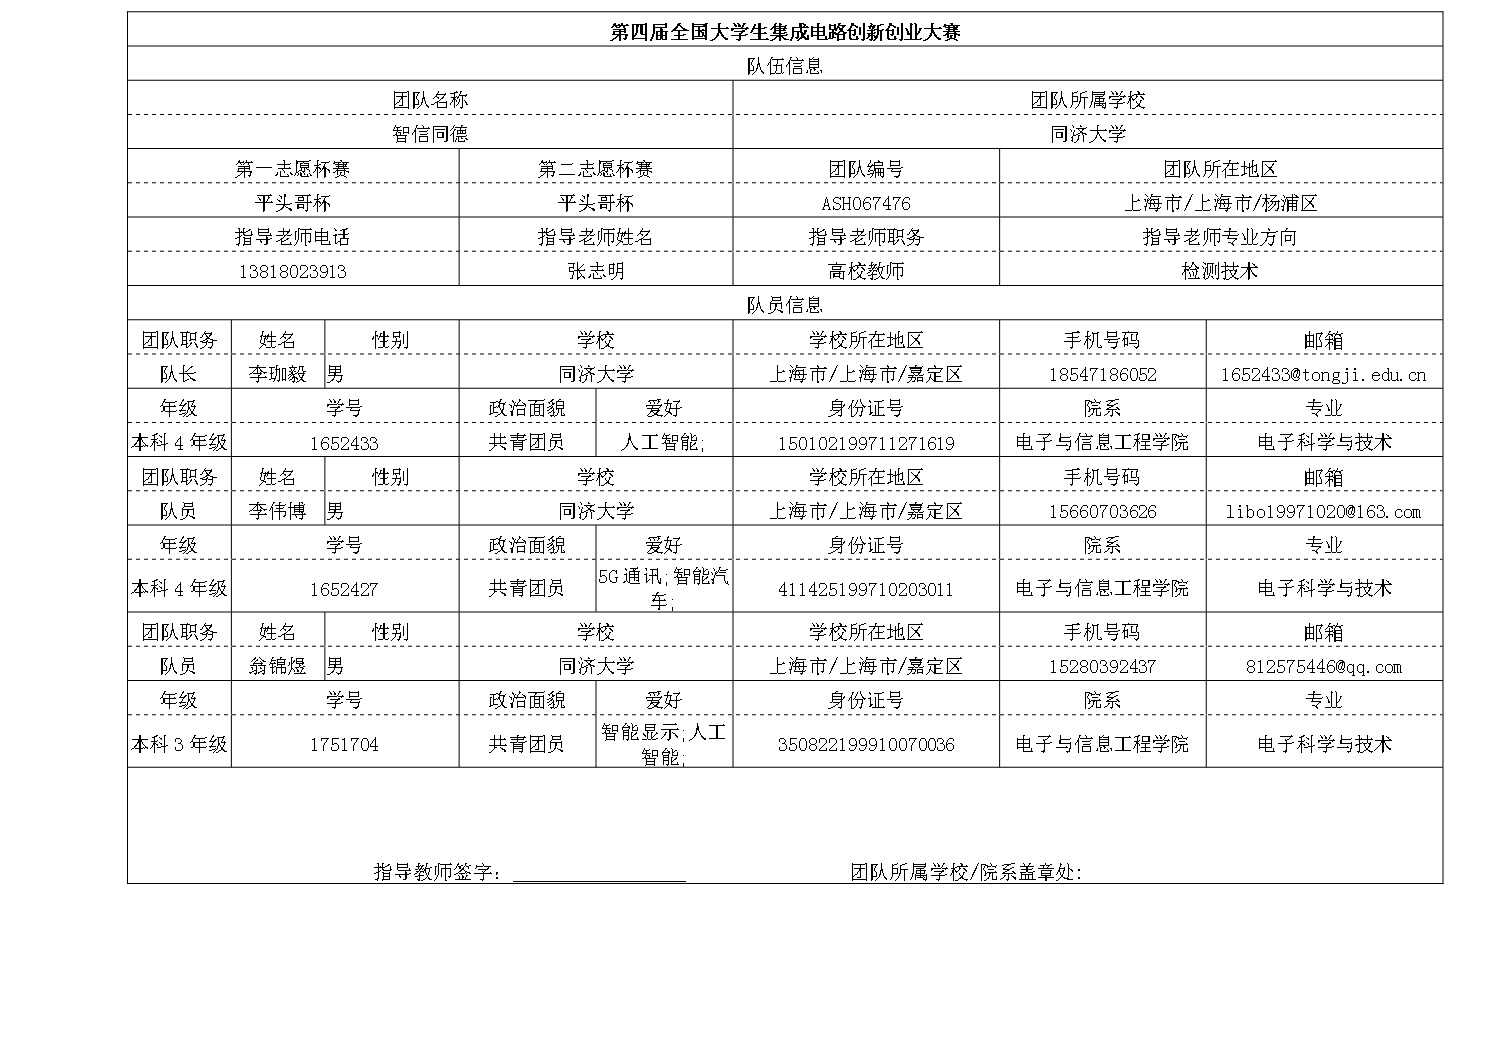 第四届全国大学生集成电路创新创业大赛
队伍信息
团队名称 团队所属学校
智信同德 同济大学
第一志愿杯赛 第二志愿杯赛 团队编号 团队所在地区
平头哥杯 平头哥杯 ASH067476 上海市/上海市/杨浦区
指导老师电话 指导老师姓名 指导老师职务 指导老师专业方向
13818023913 张志明 高校教师 检测技术
队员信息
团队职务 姓名 性别 学校 学校所在地区 手机号码 邮箱
队长 李珈毅 男 同济大学 上海市/上海市/嘉定区 18547186052 1652433@tongji.edu.cn
年级 学号 政治面貌 爱好 身份证号 院系 专业
本科4年级 1652433 共青团员 人工智能; 150102199711271619 电子与信息工程学院 电子科学与技术
团队职务 姓名 性别 学校 学校所在地区 手机号码 邮箱
队员 李伟博 男 同济大学 上海市/上海市/嘉定区 15660703626 libo19971020@163.com
年级 学号 政治面貌 爱好 身份证号 院系 专业
本科4年级 1652427 共青团员 5G通讯;智能汽 411425199710203011 电子与信息工程学院 电子科学与技术
车;
团队职务 姓名 性别 学校 学校所在地区 手机号码 邮箱
队员 翁锦煜 男 同济大学 上海市/上海市/嘉定区 15280392437 812575446@qq.com
年级 学号 政治面貌 爱好 身份证号 院系 专业
本科3年级 1751704 共青团员 智能显示;人工 350822199910070036 电子与信息工程学院 电子科学与技术
智能;
指导教师签字: 团队所属学校/院系盖章处: